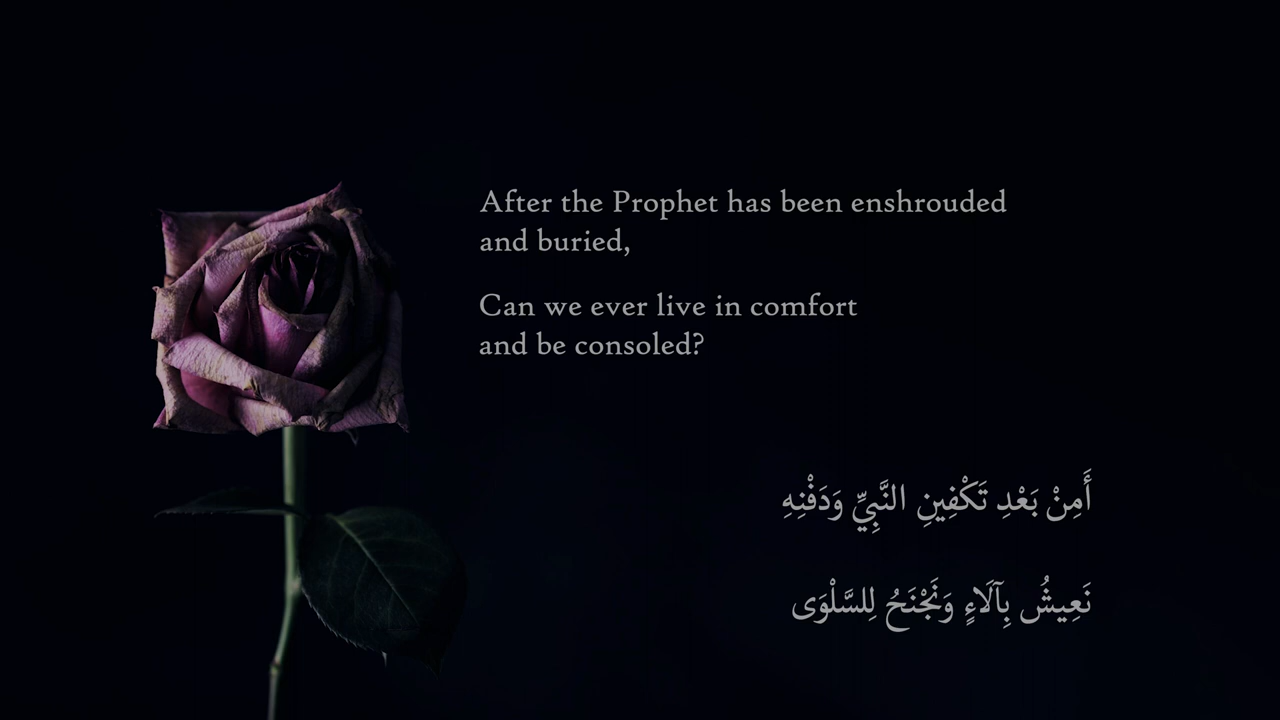 After the Prophet has been enshrouded
and buried,
Can we ever live in comfort
and be consoled?
أَمِنْ بَعْدِ تَكْفِينِ النَّبِيِّ وَدَفْنِهِ
نَعِيشُ بِآلَاءٍ وَنَجْنَحُ لِلسَّلْوَى